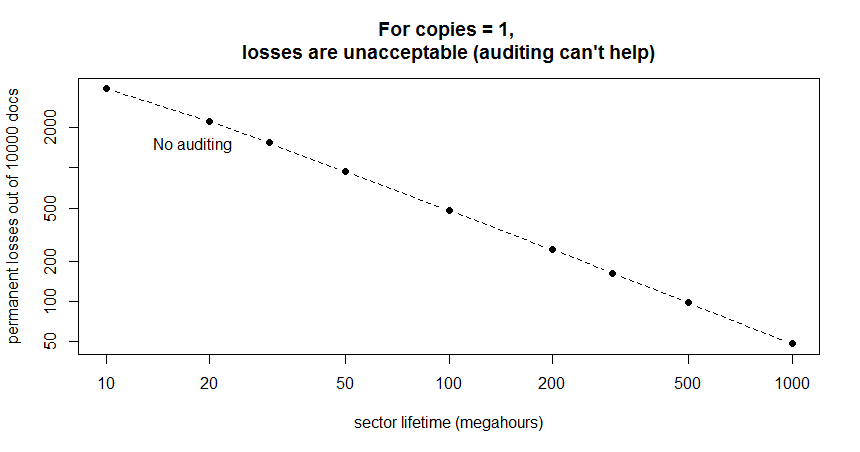 For copies = 1,
losses are unacceptable (auditing can't help)
permanent losses out of 10000 docs
2000
500
200
100
50
No auditing
10
20
50
100
200
500
1000
sector lifetime (megahours)